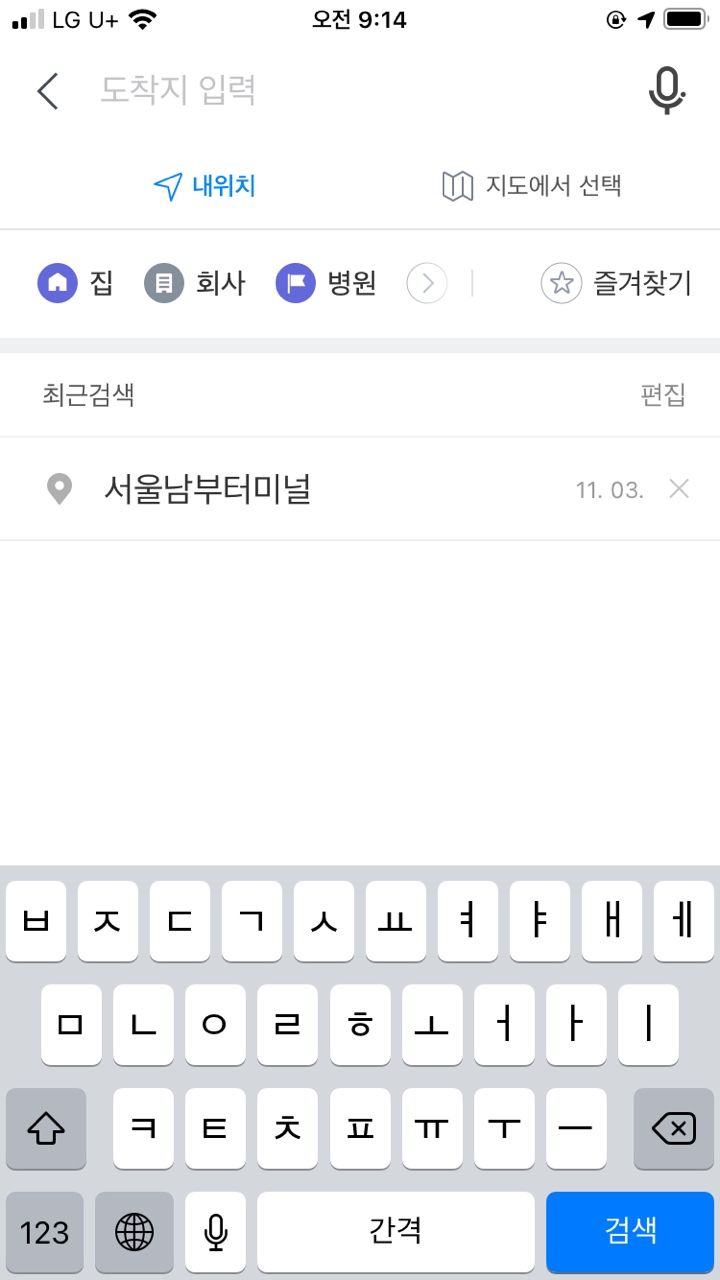 LG U+ 오전 9:14
도착지 입력
내위치 지도에서 선택
집 회사 병원 즐겨찾기
최근검색 편집
서울남부터미널 11. 03.
ㅂ ㅈ ㄷ ㄱ ㅅ ㅛ ㅕ ㅑ ㅐ ㅔ
ㅁ ㄴ ㅇ ㄹ ㅎ ㅗ ㅓ ㅏ ㅣ
ㅋ ㅌ ㅊ ㅍ ㅠ ㅜ ㅡ
123 간격 검색